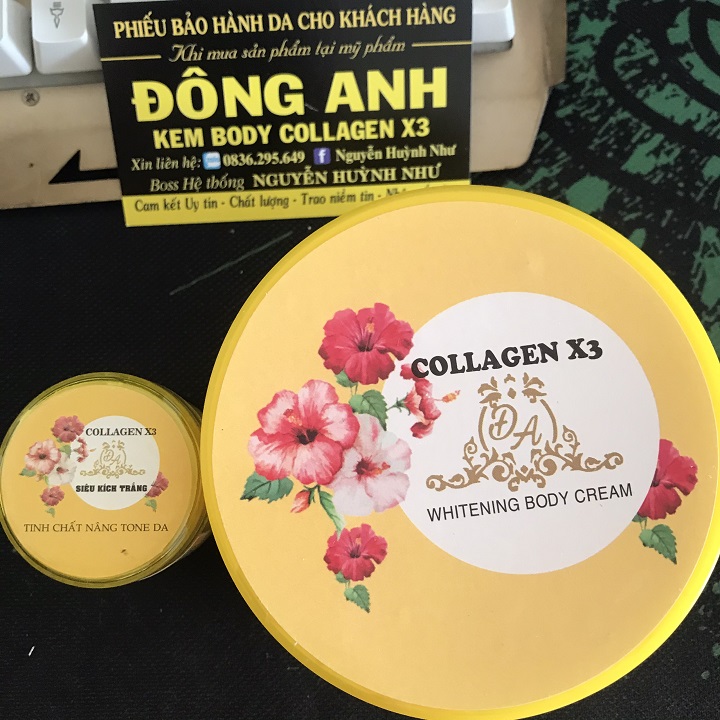 PHIẾU BẢO HÀNH DA CHO KHÁCH HÀNG
Khi mua sản phẩm tại mỹ phẩm
ĐÔNG ANH
KEM BODY COLLAGEN X3
Xin liên hệ: 0836.295.649 f Nguyễn Huỳnh Như
Boss Hệ thống NGUYỄN HUỲNH NHƯ
Cam kết Uy tín - Chất lượng - Trao niềm tin -
COLLAGEN X3
ĐA
WHITENING BODY CREAM
COLLAGEN X3
ĐA
SIÊU KÍCH TRẮNG
TINH CHẤT NÂNG TONE DA